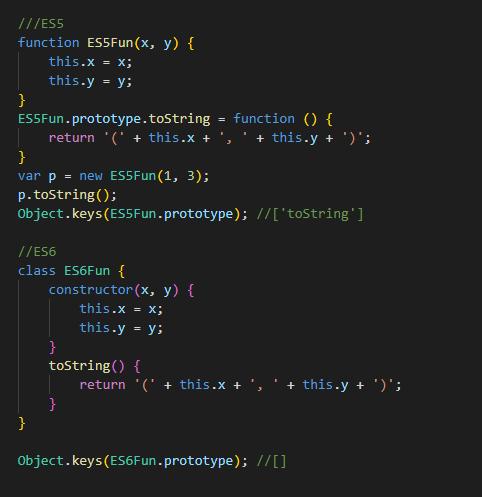 ///ES5
function ES5Fun(x, y) {
    this.x = x;
    this.y = y;
}
ES5Fun.prototype.toString = function () {
    return '(' + this.x + ', ' + this.y + ')';
}
var p = new ES5Fun(1, 3);
p.toString();
Object.keys(ES5Fun.prototype); //['toString']

//ES6
class ES6Fun {
    constructor(x, y) {
        this.x = x;
        this.y = y;
    }
    toString() {
        return '(' + this.x + ', ' + this.y + ')';
    }
}

Object.keys(ES6Fun.prototype); //[]